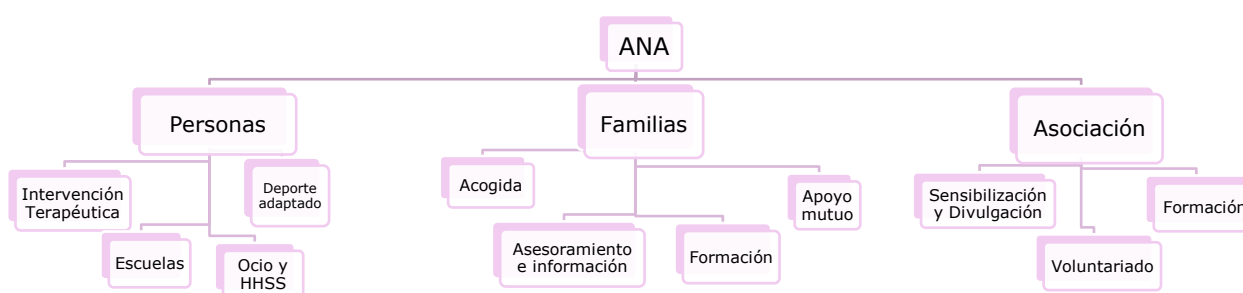 ANA
Personas
Familias
Asociación
Intervención
Terapéutica
Deporte
adaptado
Escuelas
Ocio y
HHSS
Acogida
Apoyo
mutuo
Asesoramiento
e información
Formación
Sensibilización
y Divulgación
Formación
Voluntariado